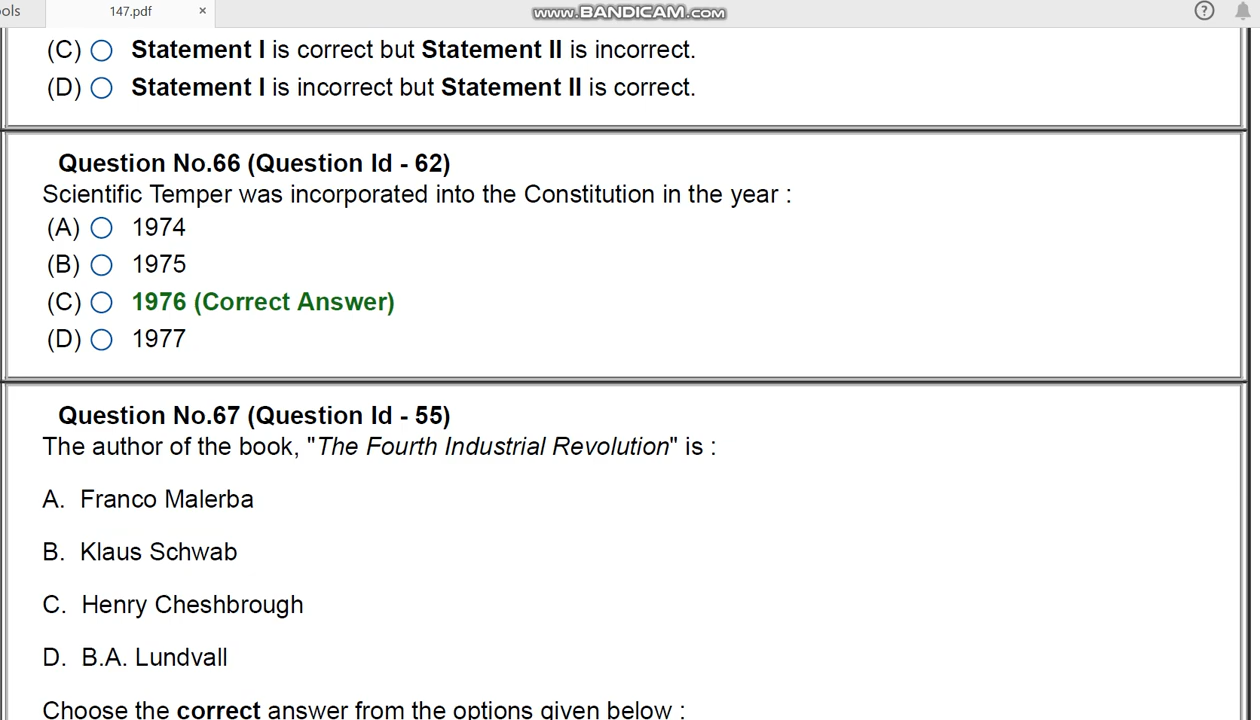 ols
147.pdf
×
www.BANDICAM.com
?
(C) Statement I is correct but Statement II is incorrect.
(D) Statement I is incorrect but Statement II is correct.
Question No.66 (Question Id - 62)
Scientific Temper was incorporated into the Constitution in the year :
(A) 1974
(B) 1975
(C) 1976 (Correct Answer)
(D) 1977
Question No.67 (Question Id - 55)
The author of the book, "The Fourth Industrial Revolution" is :
A. Franco Malerba
B. Klaus Schwab
C. Henry Cheshbrough
D. B.A. Lundvall
Choose the correct answer from the options given below :